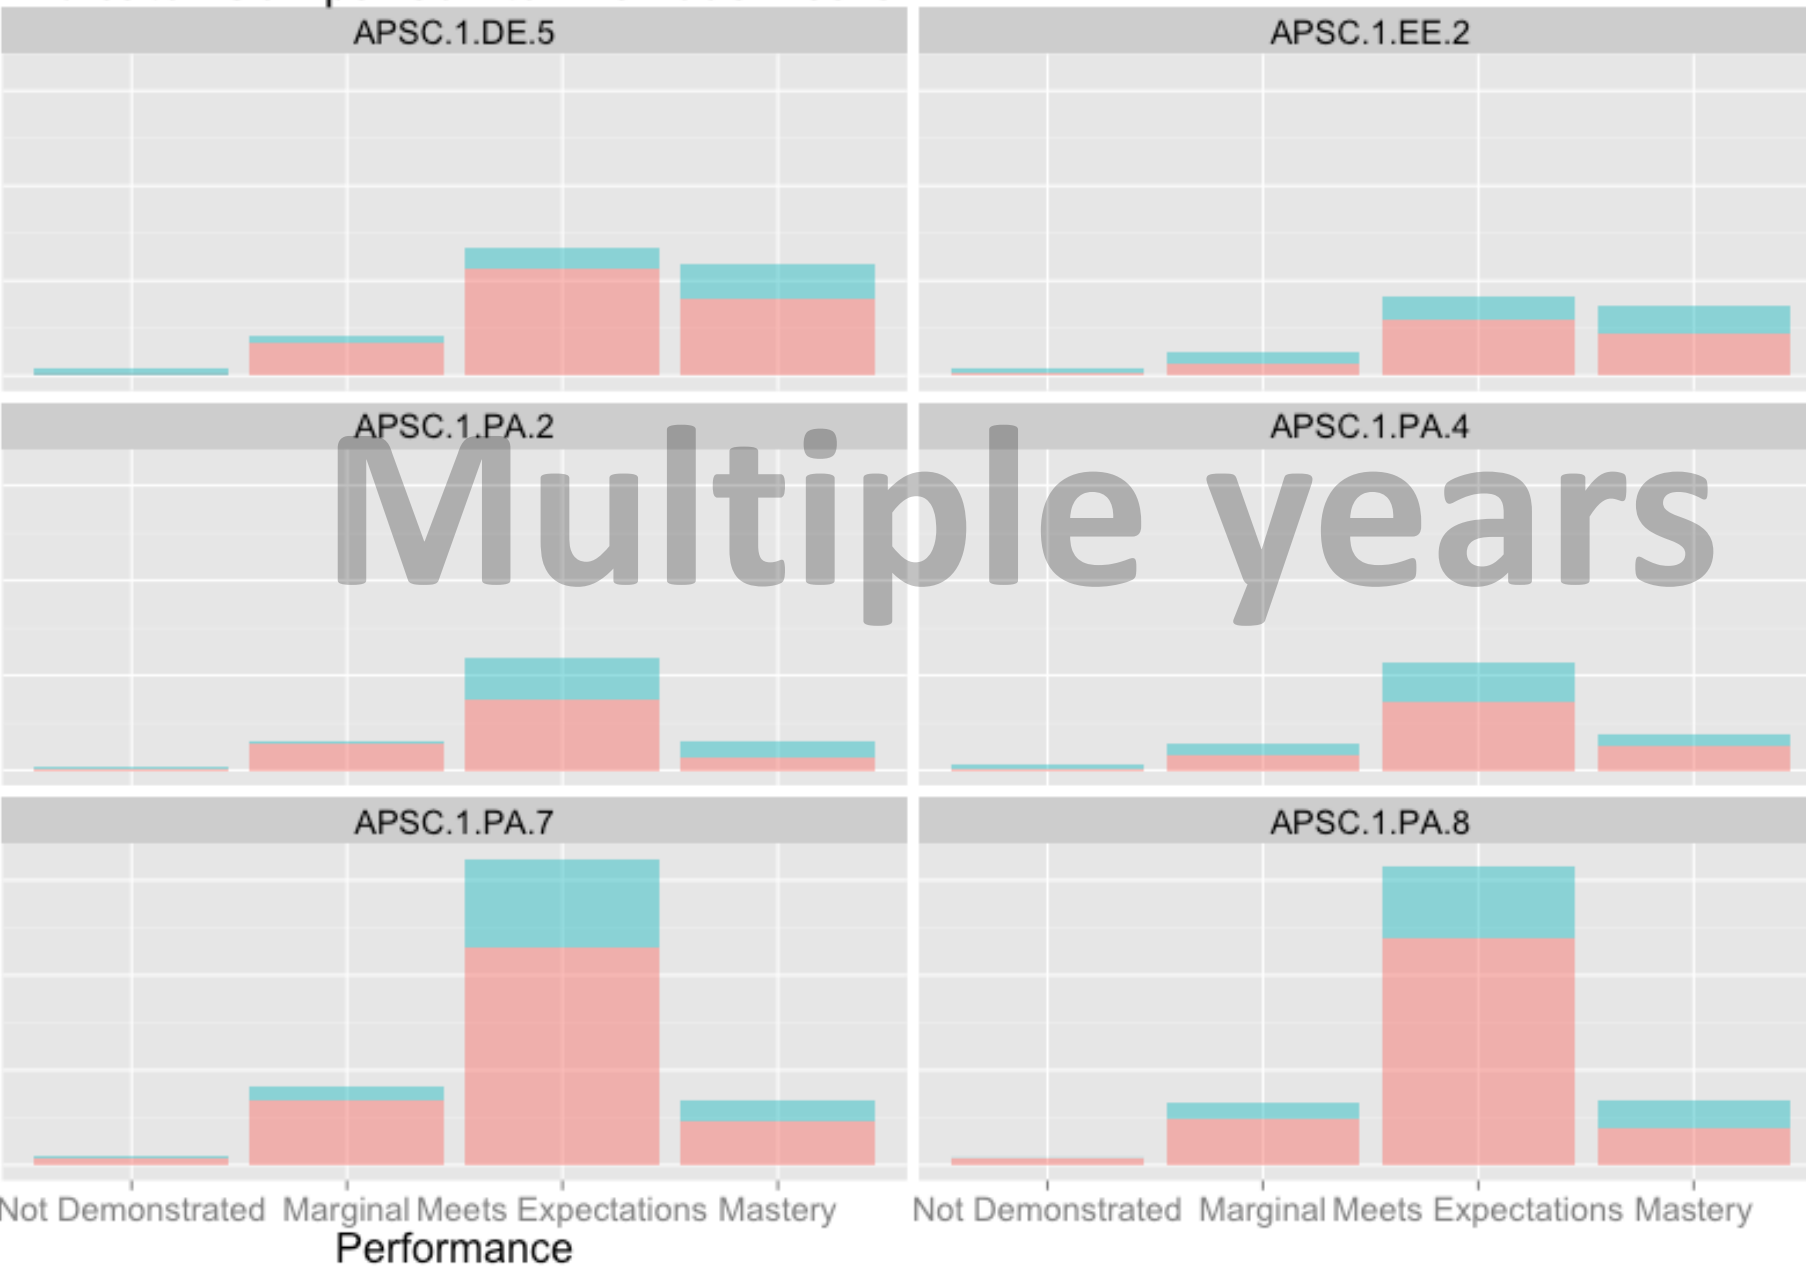 APSC.1.DE.5
APSC.1.EE.2
APSC.1.PA.2
APSC.1.PA.4
Multiple years
APSC.1.PA.7
APSC.1.PA.8
Not Demonstrated Marginal Meets Expectations Mastery
Not Demonstrated Marginal Meets Expectations Mastery
Performance